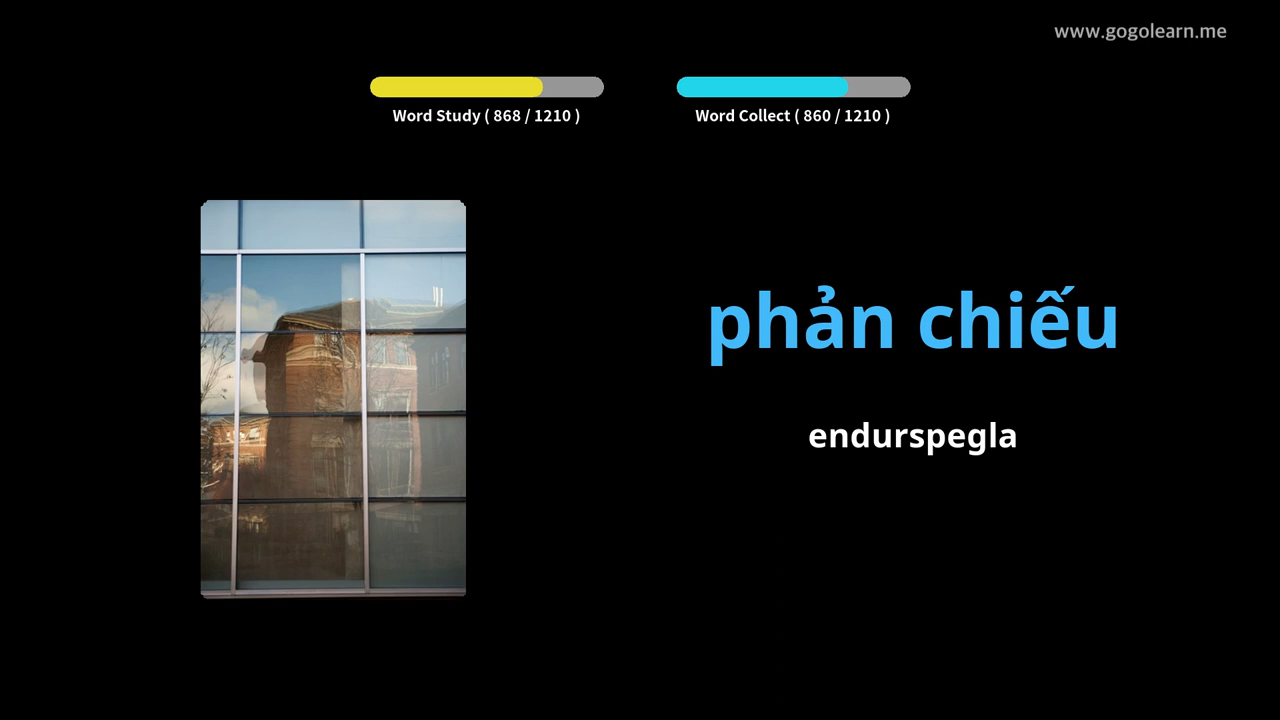 www.gogolearn.me
Word Study ( 868 / 1210 )
Word Collect ( 860 / 1210 )
phản chiếu
endurspegla